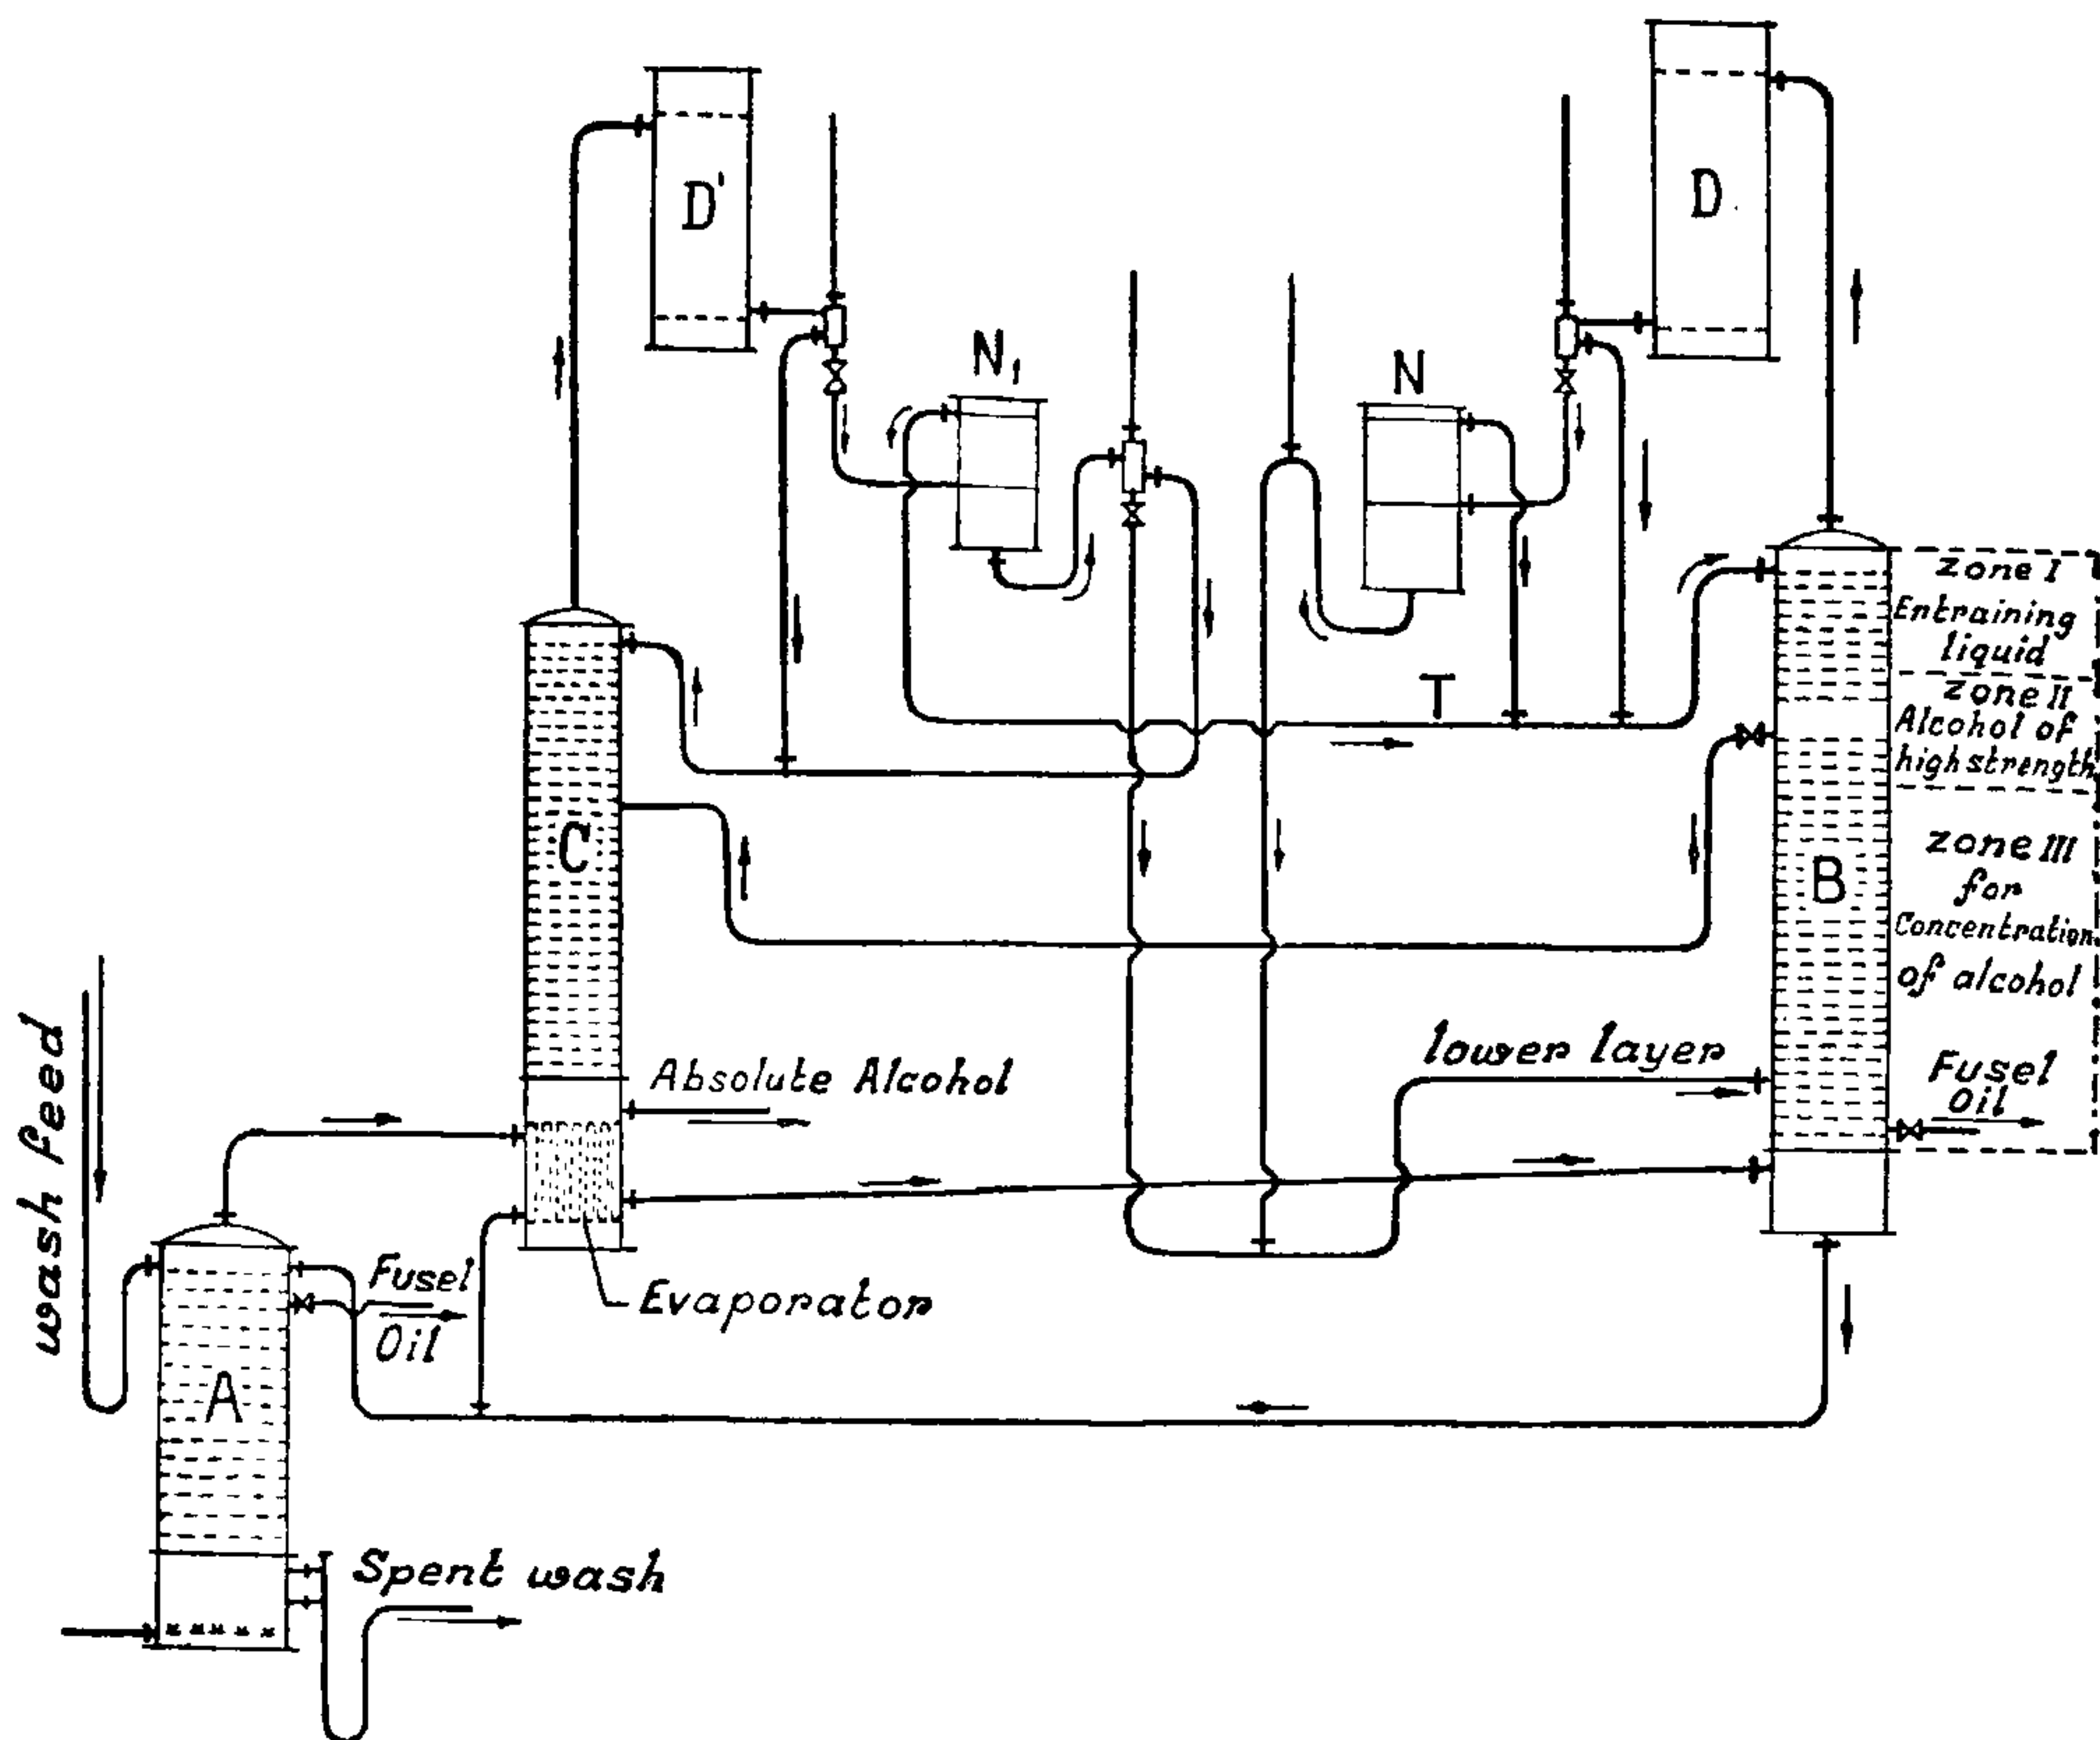 D'
D
N₁
N
zone I
Entraining
liquid
T
zone II
Alcohol of
high strength
C
zone III
for
Concentration
of alcohol
B
wash feed
lower layer
Absolute Alcohol
Fusel
Oil
Fusel
Oil
Evaporator
A
Spent wash